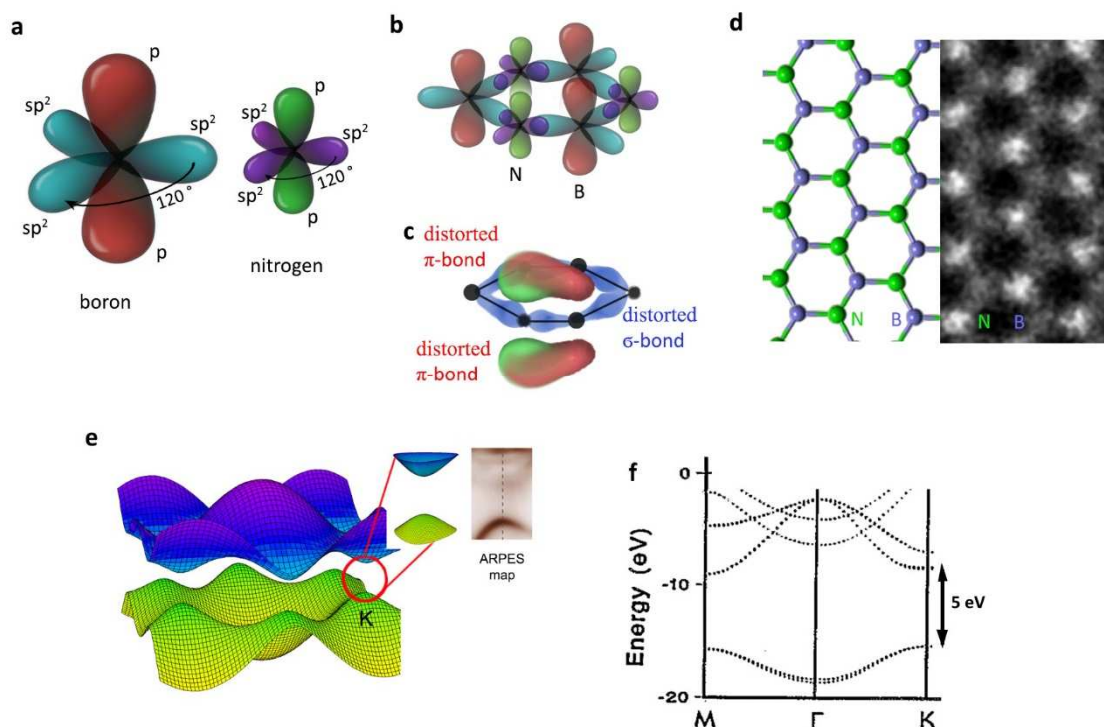 a
p
sp²
sp²
sp²
120°
p
boron
p
sp²
sp²
sp²
120°
p
nitrogen
b
N
B
c
distorted
π-bond
distorted
σ-bond
distorted
π-bond
d
N
B
N
B
e
K
ARPES
map
f
Energy (eV)
0
-10
-20
M
Γ
K
5 eV